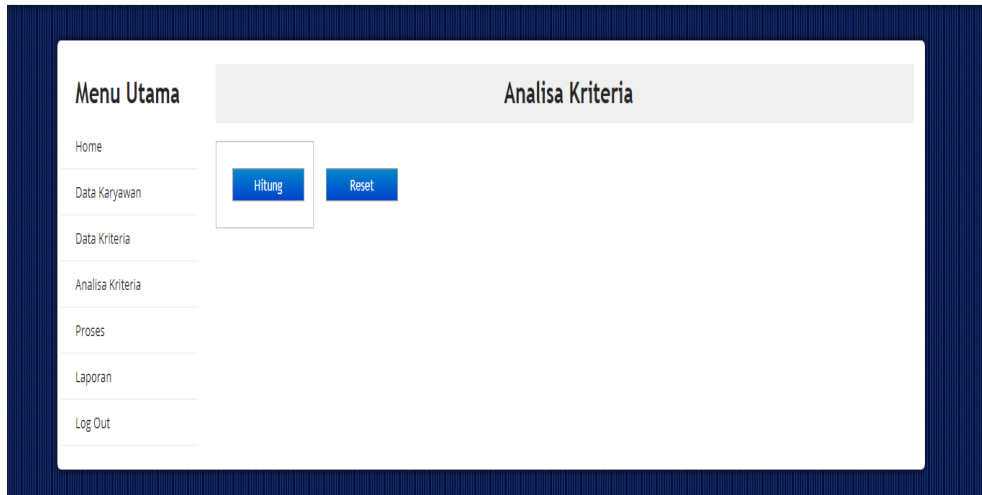 Menu Utama
Home
Data Karyawan
Data Kriteria
Analisa Kriteria
Proses
Laporan
Log Out
Analisa Kriteria
Hitung
Reset